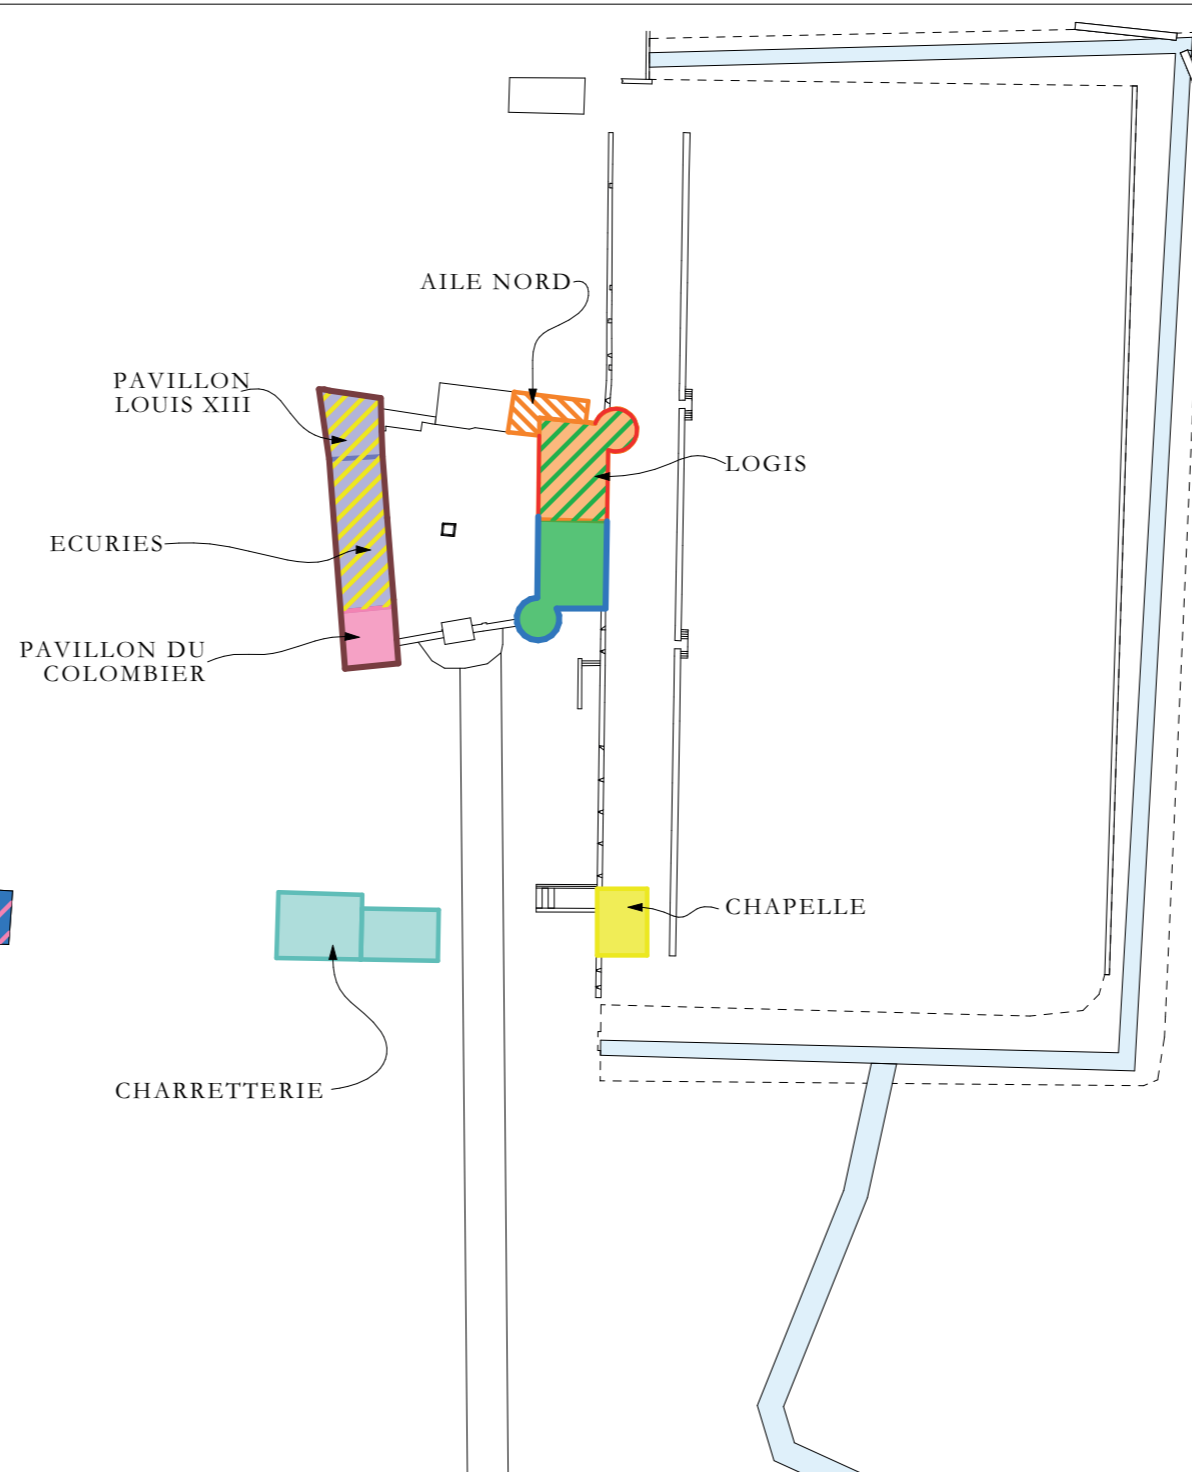 AILE NORD
PAVILLON
LOUIS XIII
LOGIS
ECURIES
PAVILLON DU
COLOMBIER
CHAPELLE
CHARRETTERIE